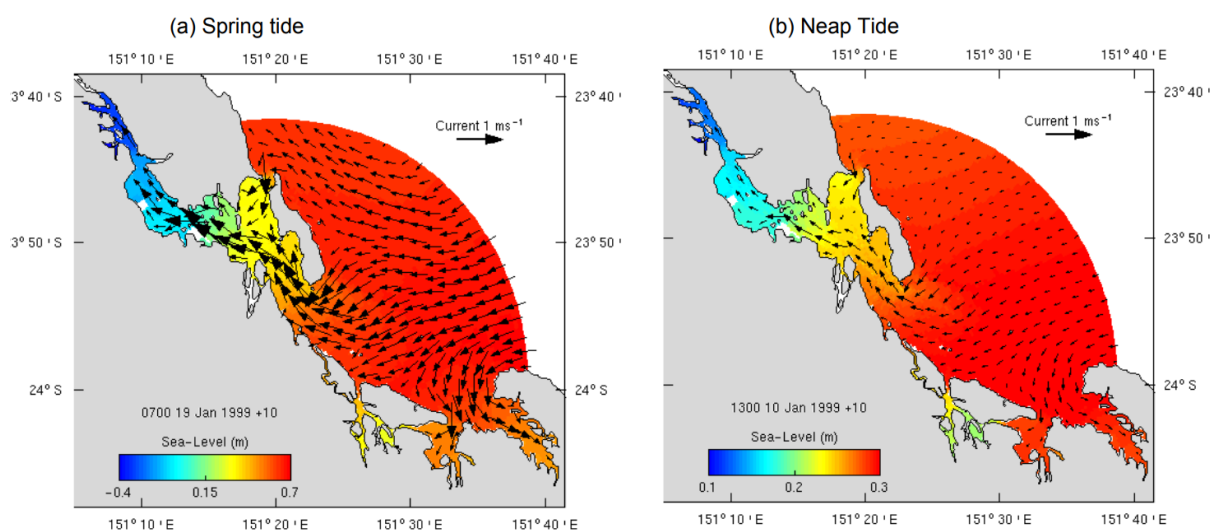 (a) Spring tide
(b) Neap Tide
151° 10 ' E
151° 20 ' E
151° 30 ' E
151° 40 ' E
151° 10 ' E
151° 20 ' E
151° 30 ' E
151° 40 ' E
3° 40 ' S
23° 40 '
23° 40 '
Current 1 ms⁻¹
Current 1 ms⁻¹
3° 50 ' S
23° 50 '
23° 50 '
24° S
24° S
24° S
0700 19 Jan 1999 +10
1300 10 Jan 1999 +10
Sea-Level (m)
Sea-Level (m)
−0.4
0.15
0.7
0.1
0.2
0.3
151° 10 ' E
151° 20 ' E
151° 30 ' E
151° 40 ' E
151° 10 ' E
151° 20 ' E
151° 30 ' E
151° 40 ' E